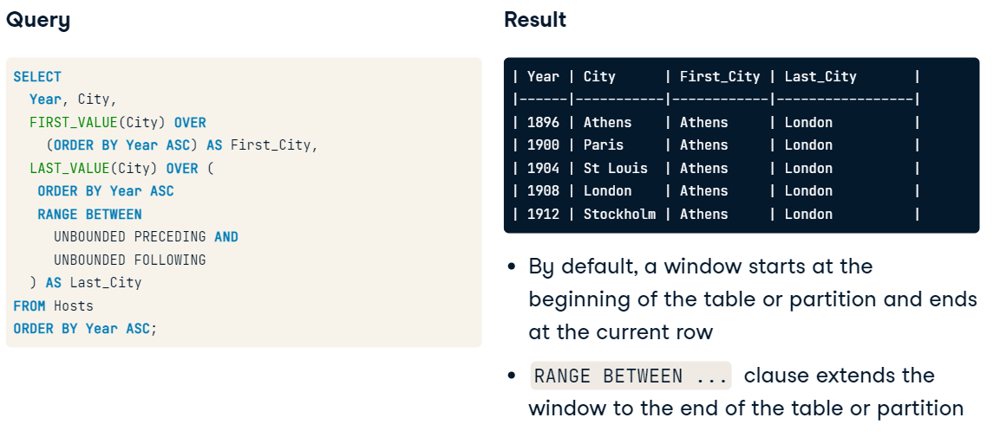 Query
SELECT
  Year, City,
  FIRST_VALUE(City) OVER
    (ORDER BY Year ASC) AS First_City,
  LAST_VALUE(City) OVER (
   ORDER BY Year ASC
   RANGE BETWEEN
     UNBOUNDED PRECEDING AND
     UNBOUNDED FOLLOWING
  ) AS Last_City
FROM Hosts
ORDER BY Year ASC;
Result
| Year | City      | First_City | Last_City       |
|------|-----------|------------|-----------------|
| 1896 | Athens    | Athens     | London          |
| 1900 | Paris     | Athens     | London          |
| 1904 | St Louis  | Athens     | London          |
| 1908 | London    | Athens     | London          |
| 1912 | Stockholm | Athens     | London          |
• By default, a window starts at the
beginning of the table or partition and ends
at the current row
• RANGE BETWEEN ... clause extends the
window to the end of the table or partition